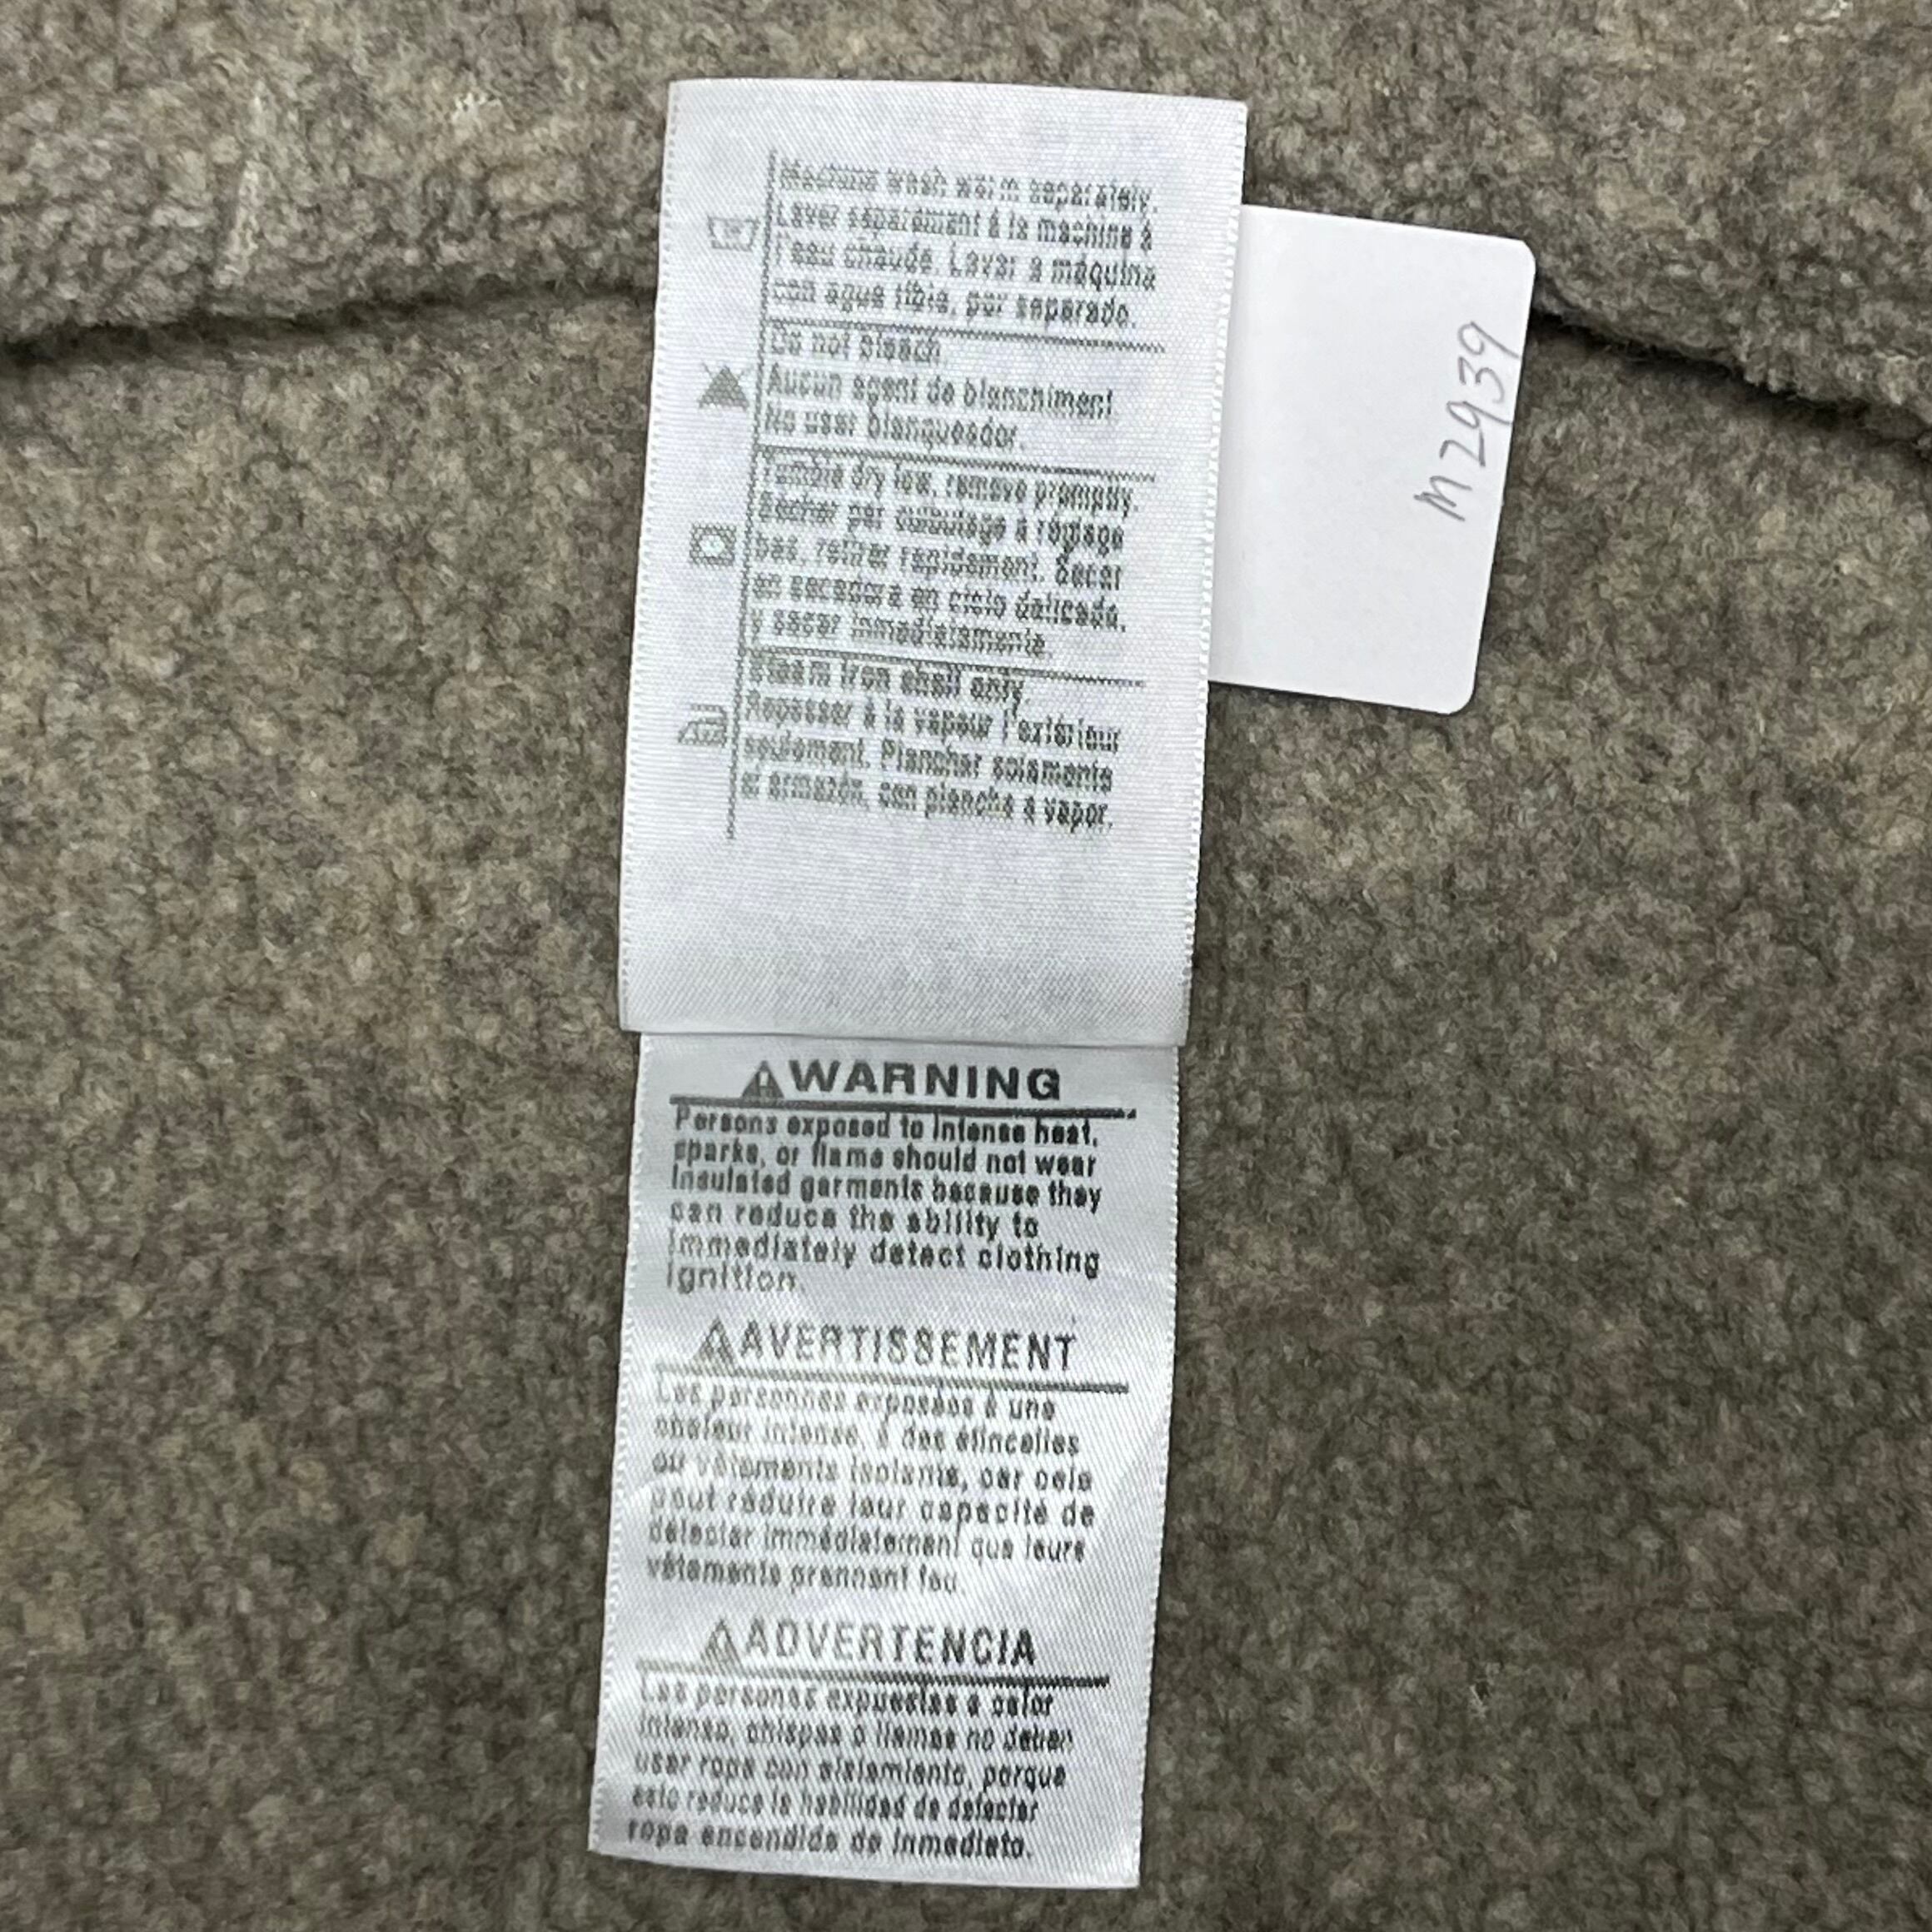 Machine wash warm separately.
Laver séparément à la machine à
l'eau chaude. Lavar a máquina
con agua tibia, por separado.
Do not bleach
Aucun agent de blanchiment
No usar blanqueador.
Tumble dry low, remove promptly.
Sécher par culbutage à réglage
bas, retirer rapidement. Secar
en secadora en ciclo delicado,
y sacar inmediatamente.
Steam iron shell only.
Repasser à la vapeur l'extérieur
seulement. Planchar solamente
el armazón, con plancha a vapor.
M2939
WARNING
Persons exposed to intense heat,
sparks, or flame should not wear
insulated garments because they
can reduce the ability to
immediately detect clothing
ignition.
AVERTISSEMENT
Les personnes exposées à une
chaleur intense, à des étincelles
ou vêtements isolants, car cela
peut réduire leur capacité de
détecter immédiatement que leurs
vêtements prennent feu
ADVERTENCIA
Las personas expuestas a calor
intenso, chispas o llamas no deben
usar ropa con aislamiento, porque
esto reduce la habilidad de detectar
ropa encendida de inmediato.